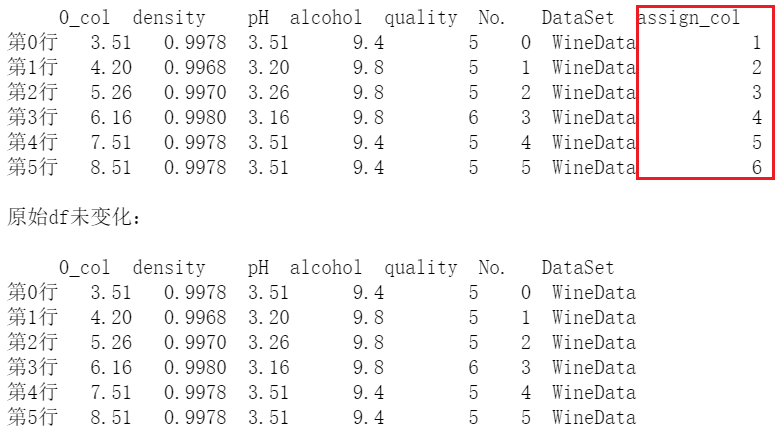 O_col density pH alcohol quality No. DataSet assign_col
第0行 3.51 0.9978 3.51 9.4 5 0 WineData 1
第1行 4.20 0.9968 3.20 9.8 5 1 WineData 2
第2行 5.26 0.9970 3.26 9.8 5 2 WineData 3
第3行 6.16 0.9980 3.16 9.8 6 3 WineData 4
第4行 7.51 0.9978 3.51 9.4 5 4 WineData 5
第5行 8.51 0.9978 3.51 9.4 5 5 WineData 6
原始df未变化：
O_col density pH alcohol quality No. DataSet
第0行 3.51 0.9978 3.51 9.4 5 0 WineData
第1行 4.20 0.9968 3.20 9.8 5 1 WineData
第2行 5.26 0.9970 3.26 9.8 5 2 WineData
第3行 6.16 0.9980 3.16 9.8 6 3 WineData
第4行 7.51 0.9978 3.51 9.4 5 4 WineData
第5行 8.51 0.9978 3.51 9.4 5 5 WineData